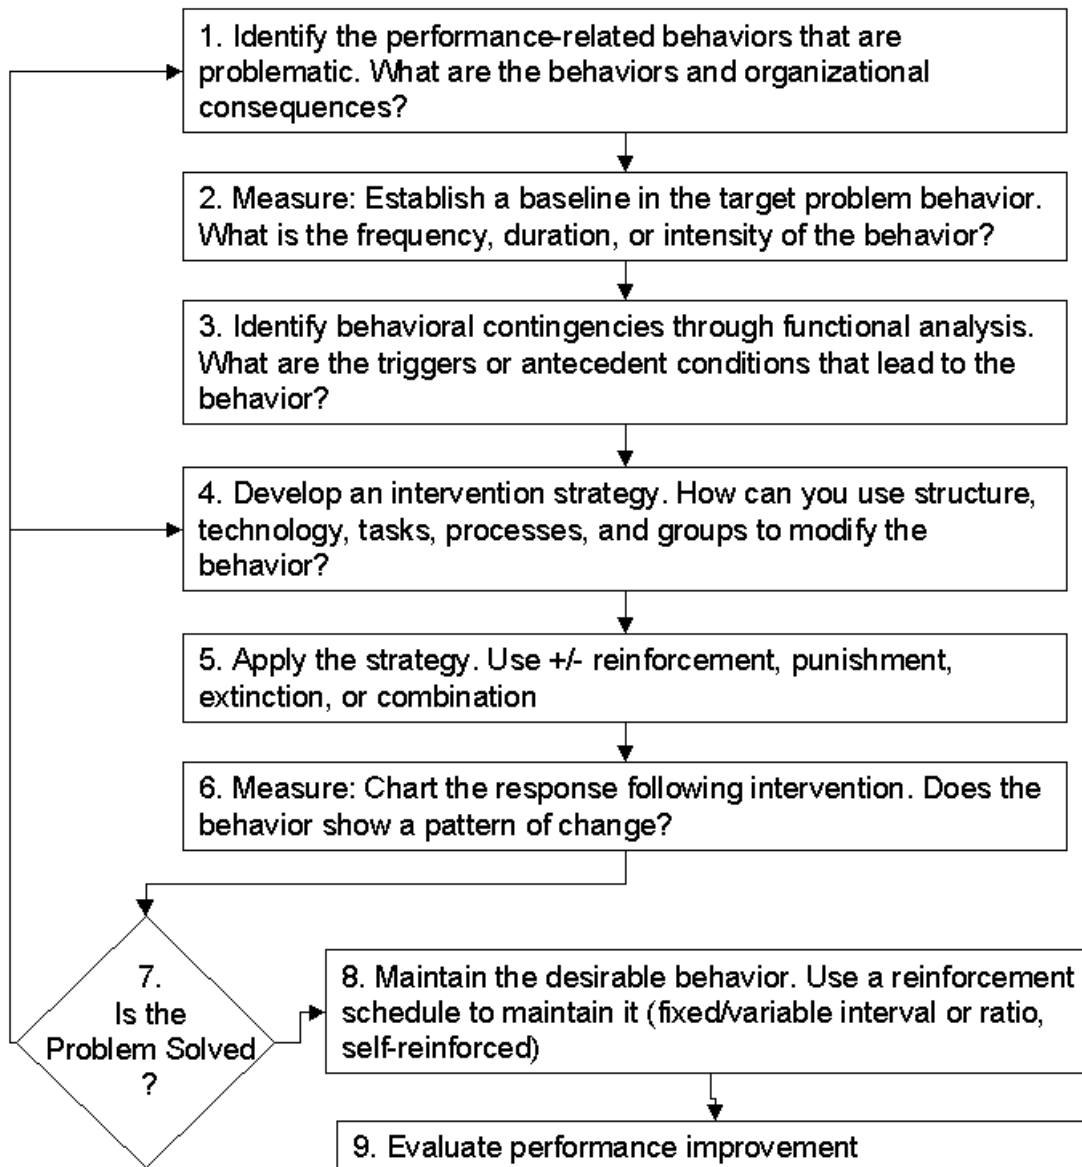 1. Identify the performance-related behaviors that are
problematic. What are the behaviors and organizational
consequences?
2. Measure: Establish a baseline in the target problem behavior.
What is the frequency, duration, or intensity of the behavior?
3. Identify behavioral contingencies through functional analysis.
What are the triggers or antecedent conditions that lead to the
behavior?
4. Develop an intervention strategy. How can you use structure,
technology, tasks, processes, and groups to modify the
behavior?
5. Apply the strategy. Use +/- reinforcement, punishment,
extinction, or combination
6. Measure: Chart the response following intervention. Does the
behavior show a pattern of change?
7.
Is the
Problem Solved
?
8. Maintain the desirable behavior. Use a reinforcement
schedule to maintain it (fixed/variable interval or ratio,
self-reinforced)
9. Evaluate performance improvement